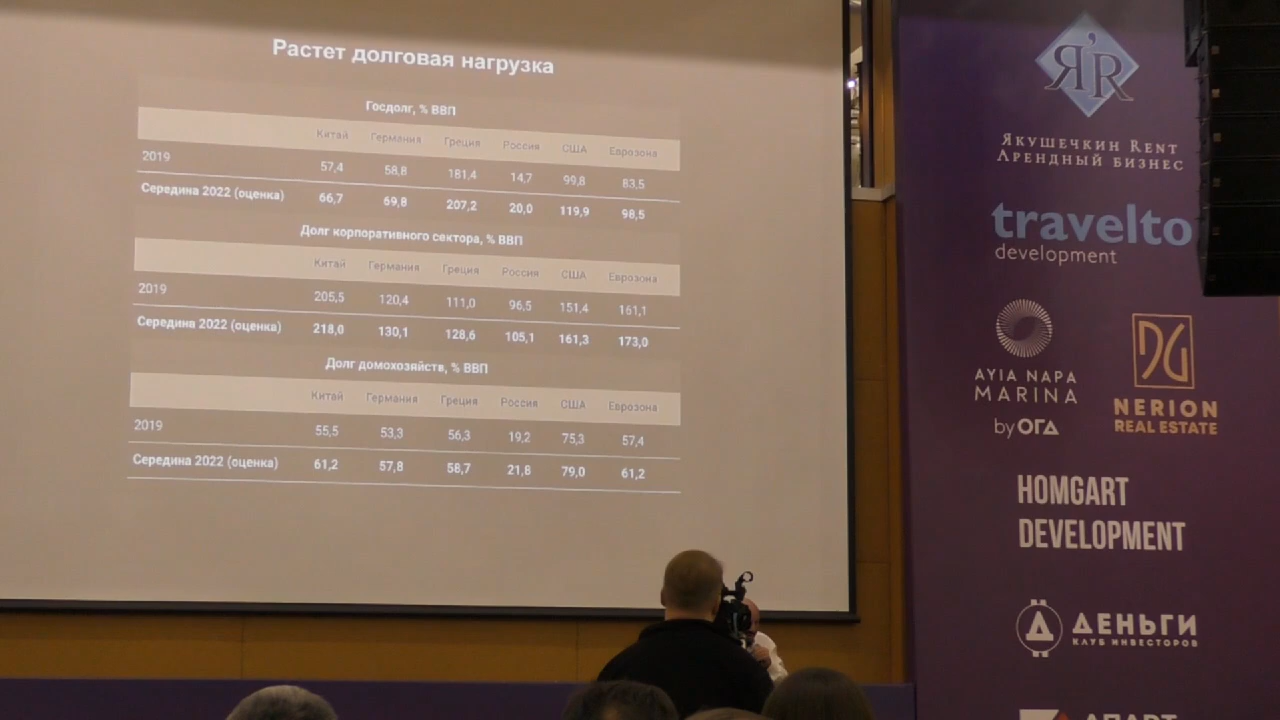 Растет долговая нагрузка
Госдолг, % ВВП
Китай Германия Греция Россия США Еврозона
2019 57,4 58,8 181,4 14,7 99,8 83,5
Середина 2022 (оценка) 66,7 69,8 207,2 20,0 119,9 98,5
Долг корпоративного сектора, % ВВП
Китай Германия Греция Россия США Еврозона
2019 205,5 120,4 111,0 96,5 151,4 161,1
Середина 2022 (оценка) 218,0 130,1 128,6 105,1 161,3 173,0
Долг домохозяйств, % ВВП
Китай Германия Греция Россия США Еврозона
2019 55,5 53,3 56,3 19,2 75,3 57,4
Середина 2022 (оценка) 61,2 57,8 58,7 21,8 79,0 61,2
Я'R
Якушечкин Rent
Арендный бизнес
travelto
development
AYIA NAPA
MARINA
by ОГА
NERION
REAL ESTATE
HOMGART
DEVELOPMENT
ДЕНЬГИ
КЛУБ ИНВЕСТОРОВ